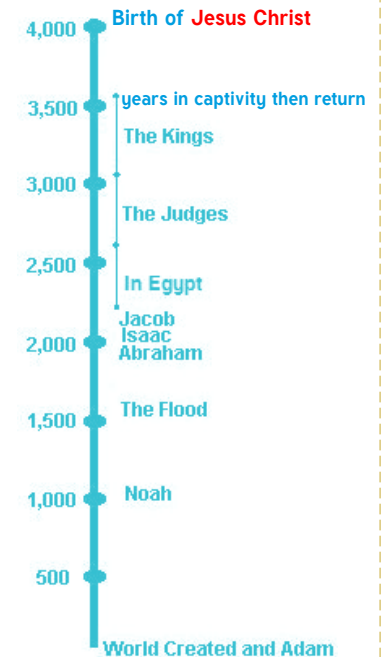 4,000 Birth of Jesus Christ
years in captivity then return
3,500
The Kings
3,000
The Judges
2,500
In Egypt
Jacob
Isaac
2,000
Abraham
The Flood
1,500
Noah
1,000
500
World Created and Adam